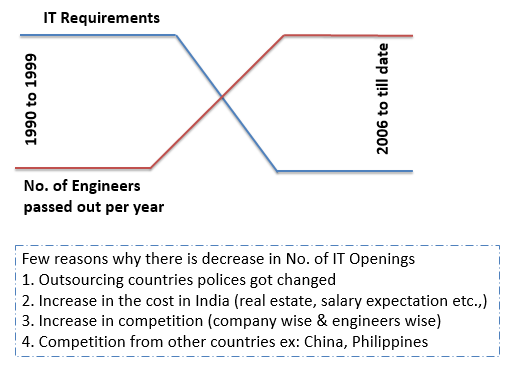 IT Requirements
1990 to 1999
2006 to till date
No. of Engineers
passed out per year
Few reasons why there is decrease in No. of IT Openings
1. Outsourcing countries polices got changed
2. Increase in the cost in India (real estate, salary expectation etc.,)
3. Increase in competition (company wise & engineers wise)
4. Competition from other countries ex: China, Philippines